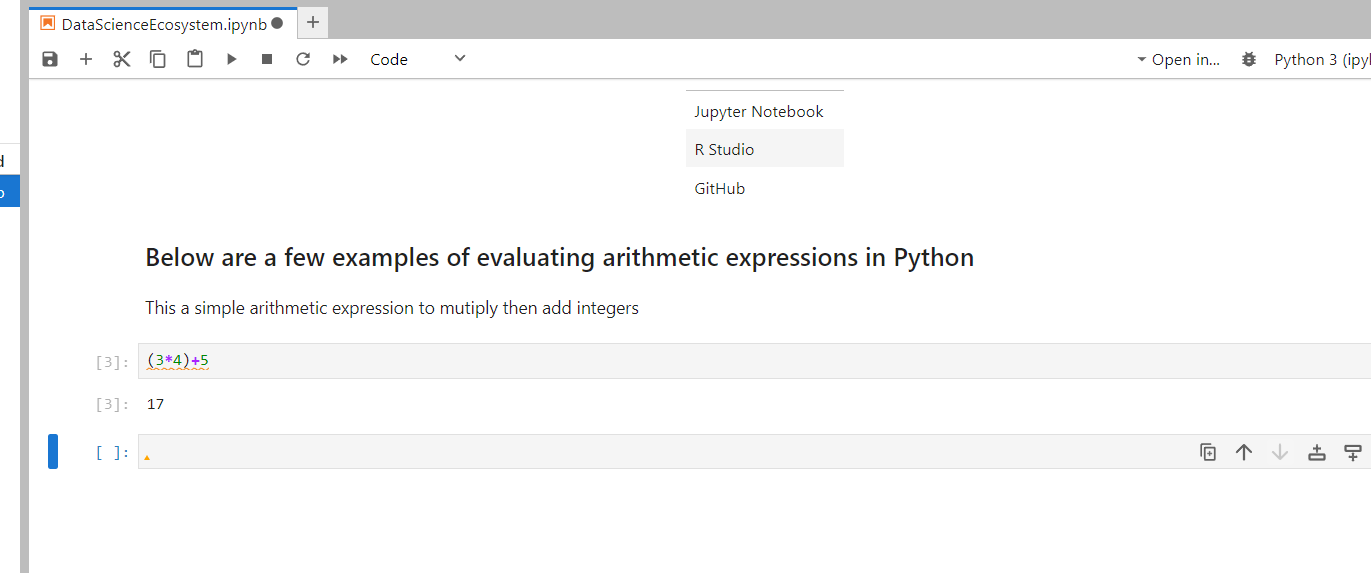 DataScienceEcosystem.ipynb
Code
Open in...
Python 3 (ipyl
Jupyter Notebook
R Studio
GitHub
Below are a few examples of evaluating arithmetic expressions in Python
This a simple arithmetic expression to mutiply then add integers
[3]: (3*4)+5
[3]: 17
[ ]: